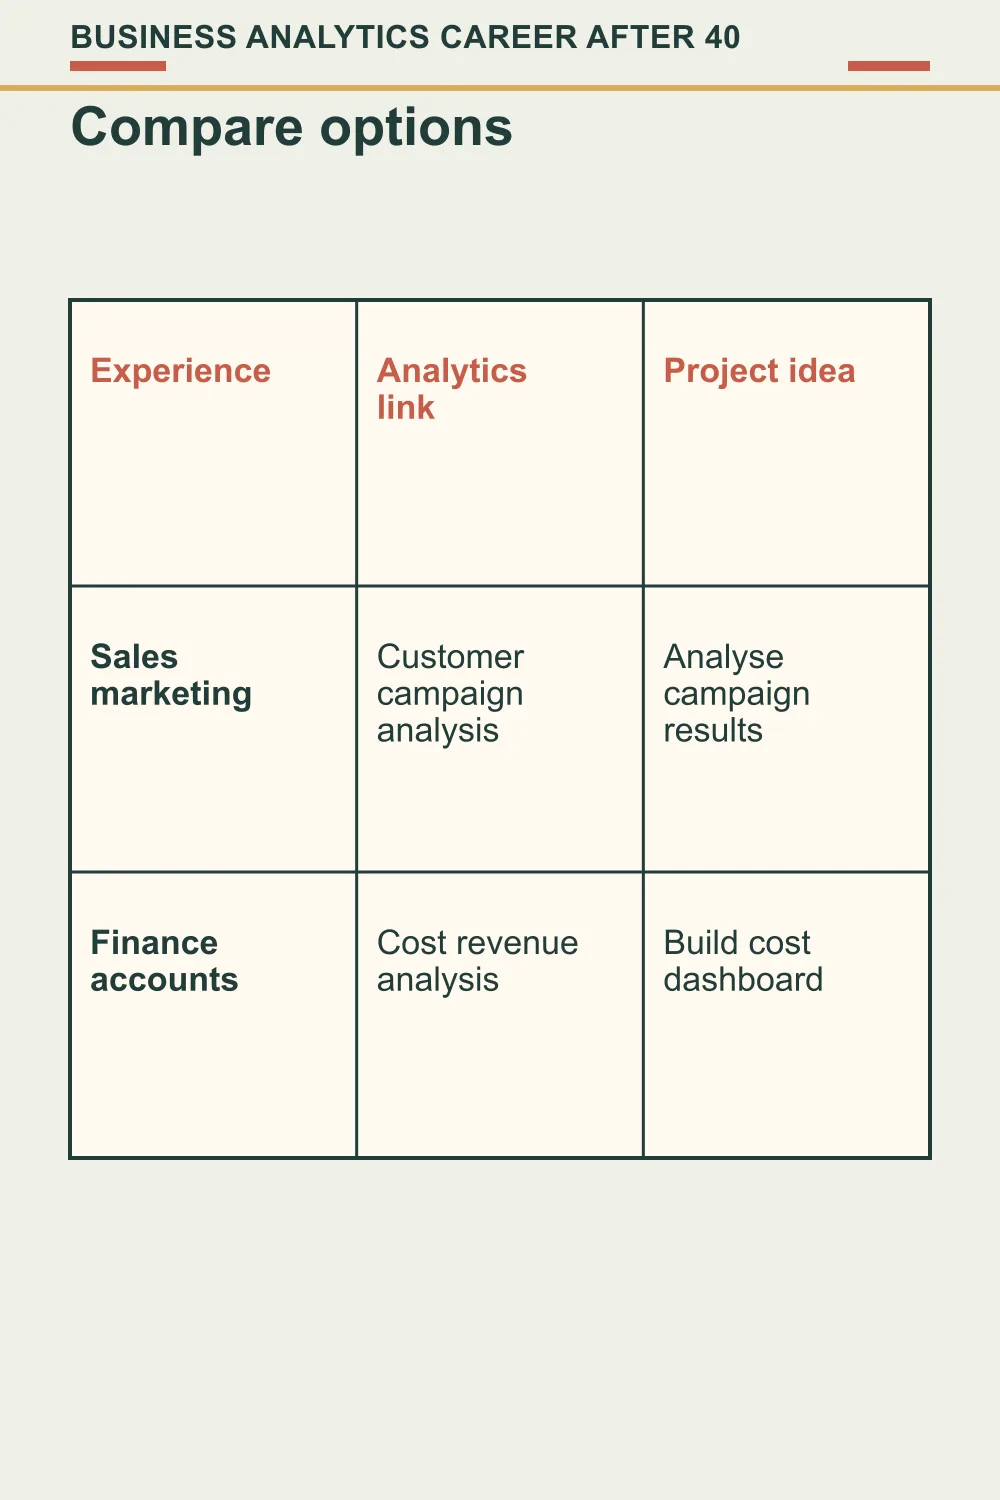 BUSINESS ANALYTICS CAREER AFTER 40
Compare options
Experience
Analytics
link
Project idea
Sales
marketing
Customer
campaign
analysis
Analyse
campaign
results
Finance
accounts
Cost revenue
analysis
Build cost
dashboard